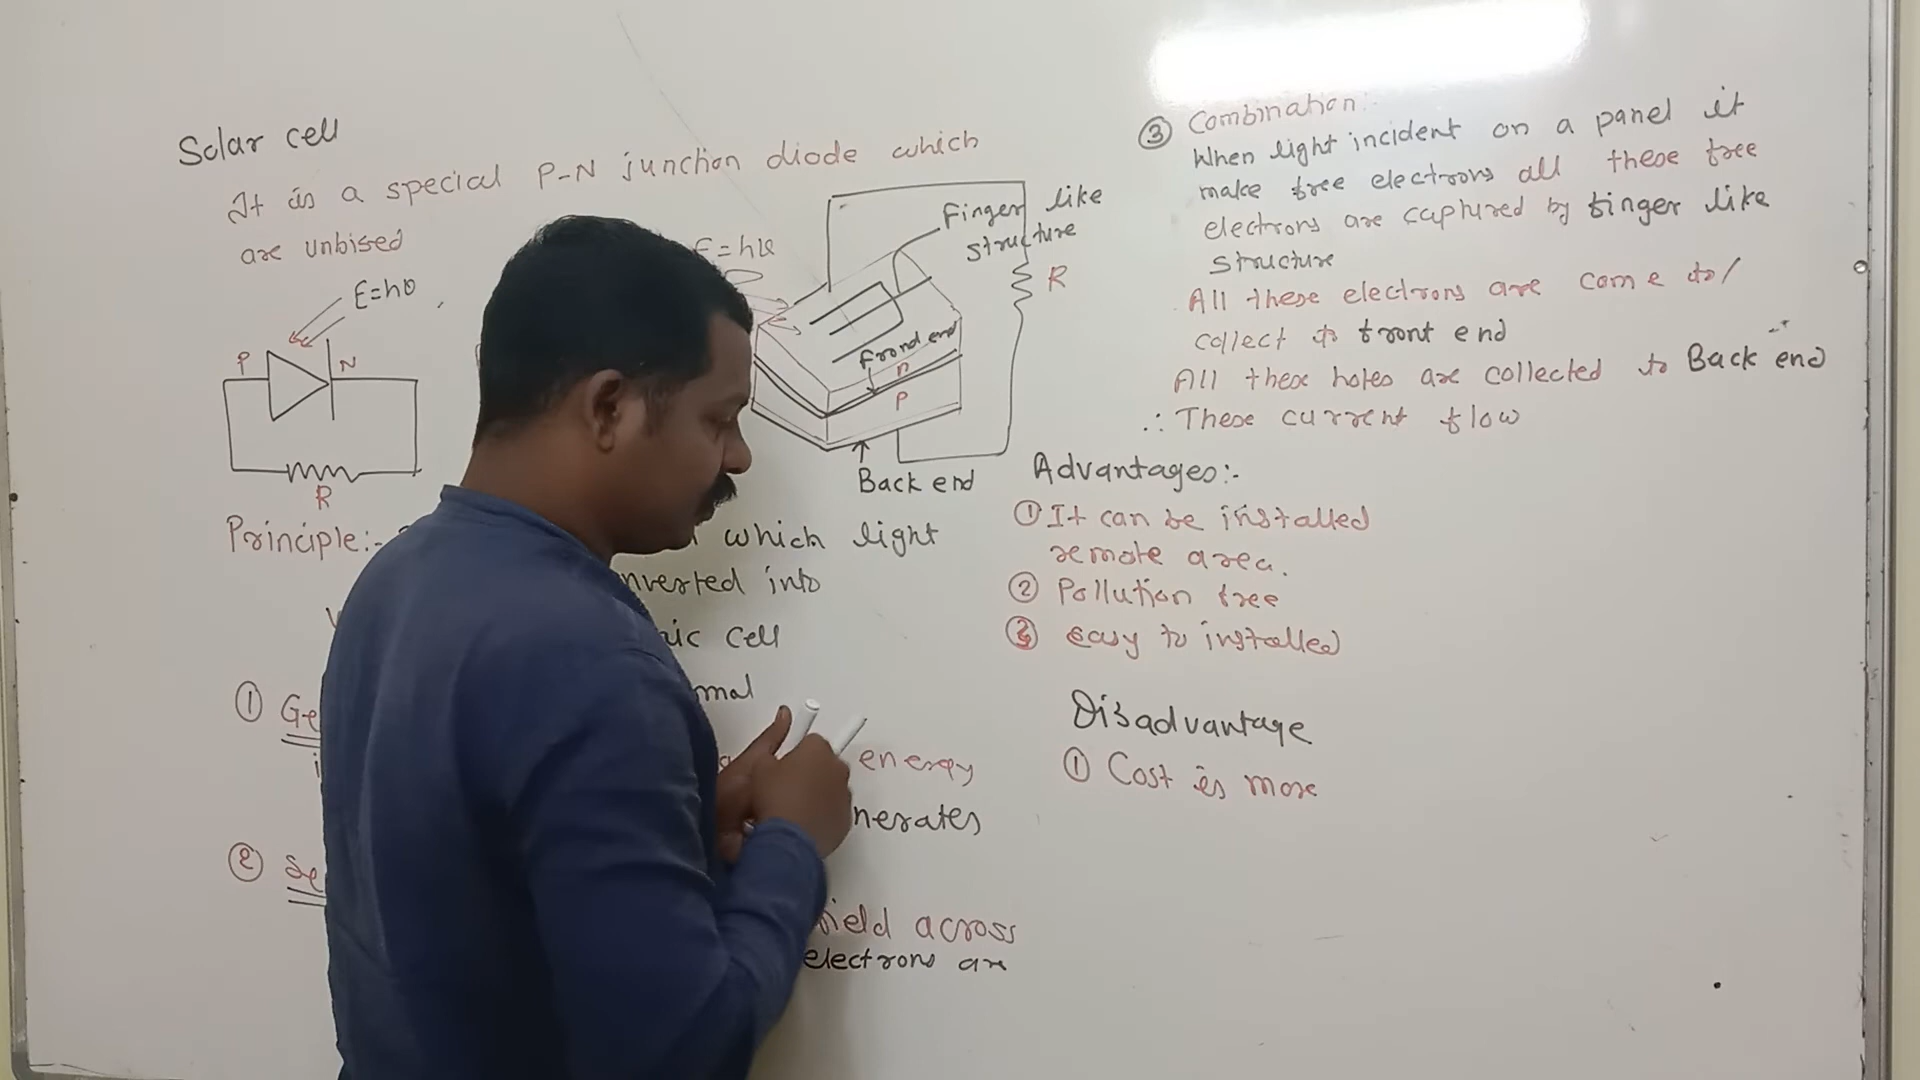 Solar cell
It is a special P-N junction diode which
are unbised
E=hυ
P
N
R
E=hυ
Finger like
structure
R
frond end
n
P
Back end
Principle:-
which light
nverted into
ic cell
mal
① Ge
energy
nerates
② Se
ield across
electrons are
③ Combination:-
When light incident on a panel it
make free electrons all these free
electrons are captured by finger like
structure
All these electrons are come to/
collect to front end
All these holes are collected to Back end
∴ These current flow
Advantages:-
① It can be installed
remote area.
② Pollution free
③ easy to installed
Disadvantage
① Cost is more